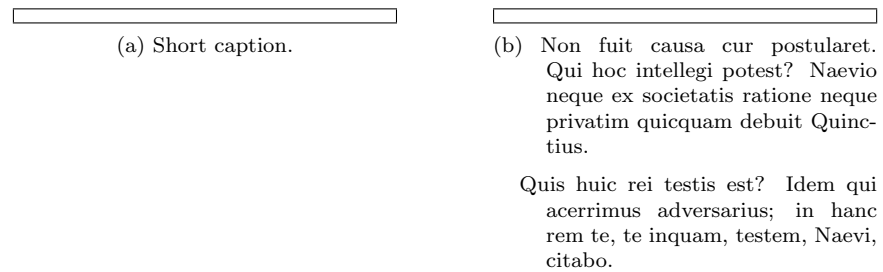 (a) Short caption.
(b) Non fuit causa cur postularet.
Qui hoc intellegi potest? Naevio
neque ex societatis ratione neque
privatim quicquam debuit Quinc-
tius.
Quis huic rei testis est? Idem qui
acerrimus adversarius; in hanc
rem te, te inquam, testem, Naevi,
citabo.